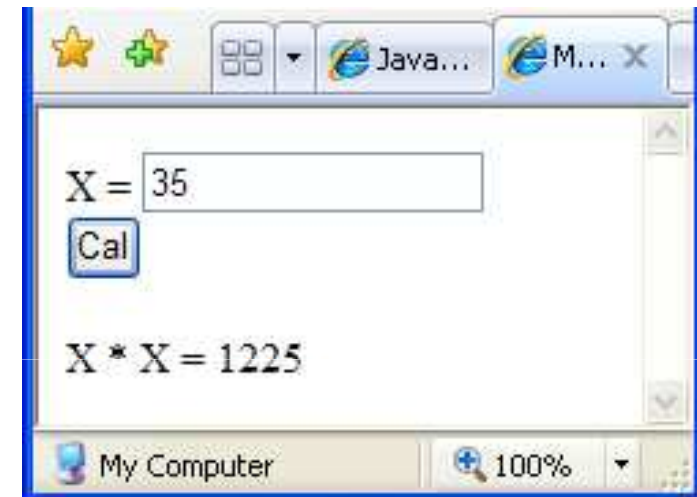 Java... M...
X = 35
Cal
X * X = 1225
My Computer 100%